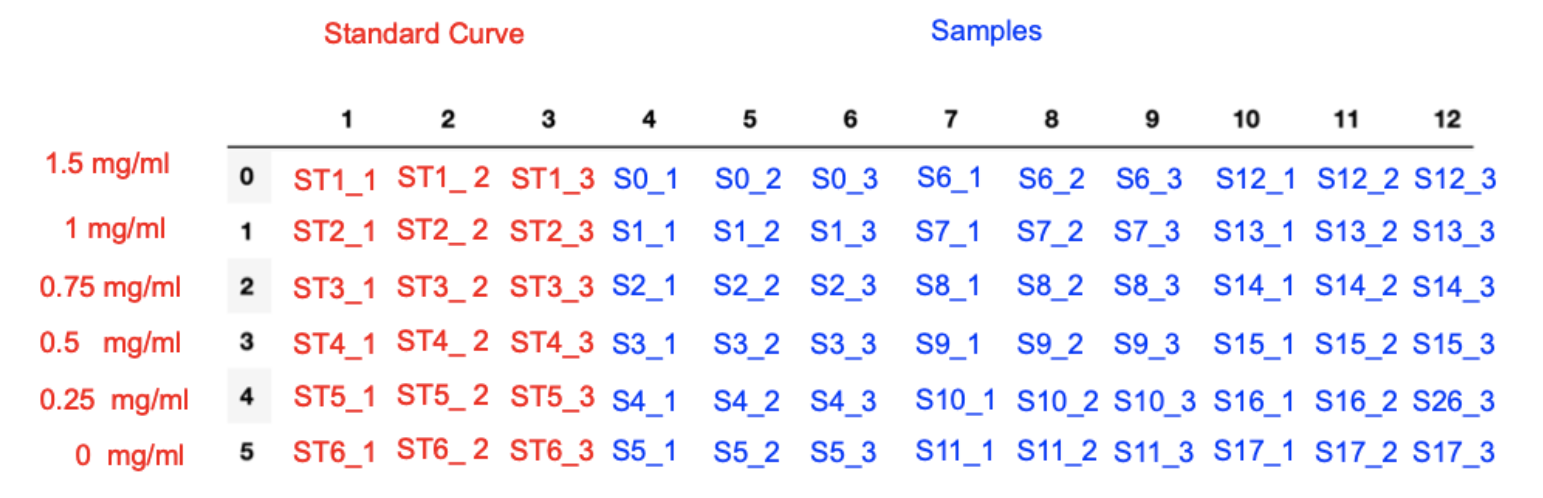 Standard Curve Samples
1 2 3 4 5 6 7 8 9 10 11 12
1.5 mg/ml 0 ST1_1 ST1_ 2 ST1_3 S0_1 S0_2 S0_3 S6_1 S6_2 S6_3 S12_1 S12_2 S12_3
1 mg/ml 1 ST2_1 ST2_ 2 ST2_3 S1_1 S1_2 S1_3 S7_1 S7_2 S7_3 S13_1 S13_2 S13_3
0.75 mg/ml 2 ST3_1 ST3_ 2 ST3_3 S2_1 S2_2 S2_3 S8_1 S8_2 S8_3 S14_1 S14_2 S14_3
0.5 mg/ml 3 ST4_1 ST4_ 2 ST4_3 S3_1 S3_2 S3_3 S9_1 S9_2 S9_3 S15_1 S15_2 S15_3
0.25 mg/ml 4 ST5_1 ST5_ 2 ST5_3 S4_1 S4_2 S4_3 S10_1 S10_2 S10_3 S16_1 S16_2 S26_3
0 mg/ml 5 ST6_1 ST6_ 2 ST6_3 S5_1 S5_2 S5_3 S11_1 S11_2 S11_3 S17_1 S17_2 S17_3